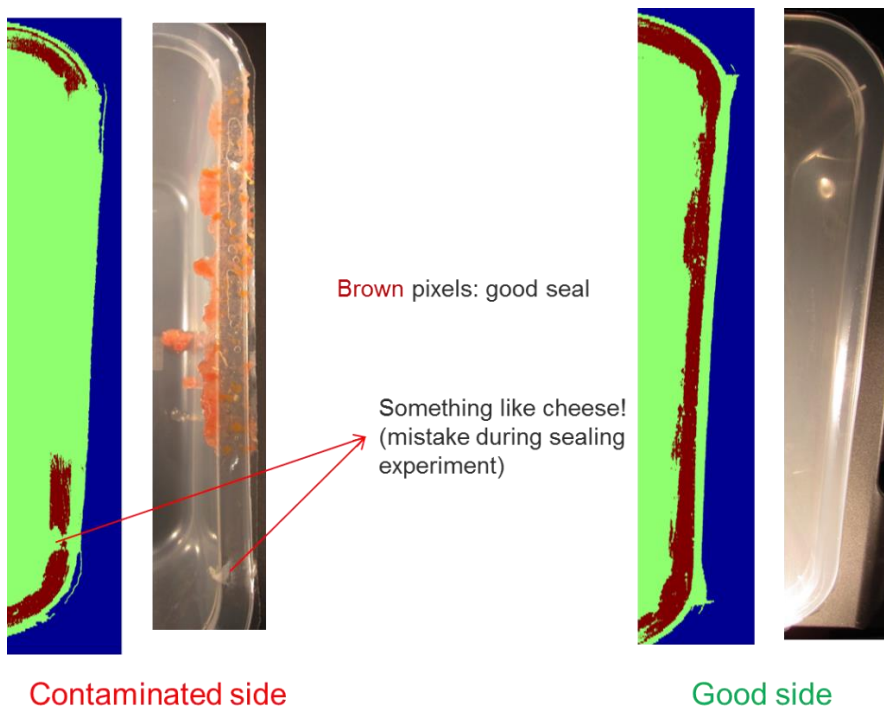 Brown pixels: good seal
Something like cheese!
(mistake during sealing
experiment)
Contaminated side
Good side